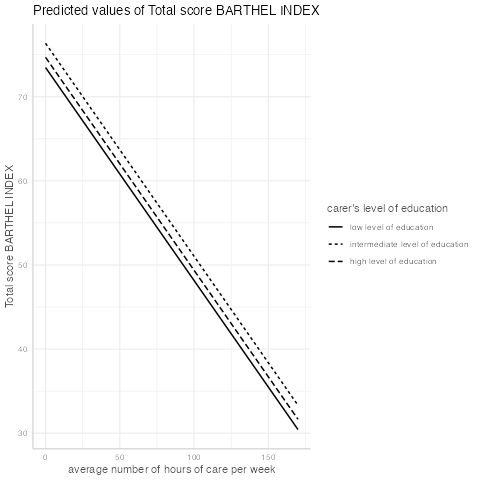 Predicted values of Total score BARTHEL INDEX
Total score BARTHEL INDEX
70
60
50
40
30
0
50
100
150
average number of hours of care per week
carer's level of education
low level of education
intermediate level of education
high level of education